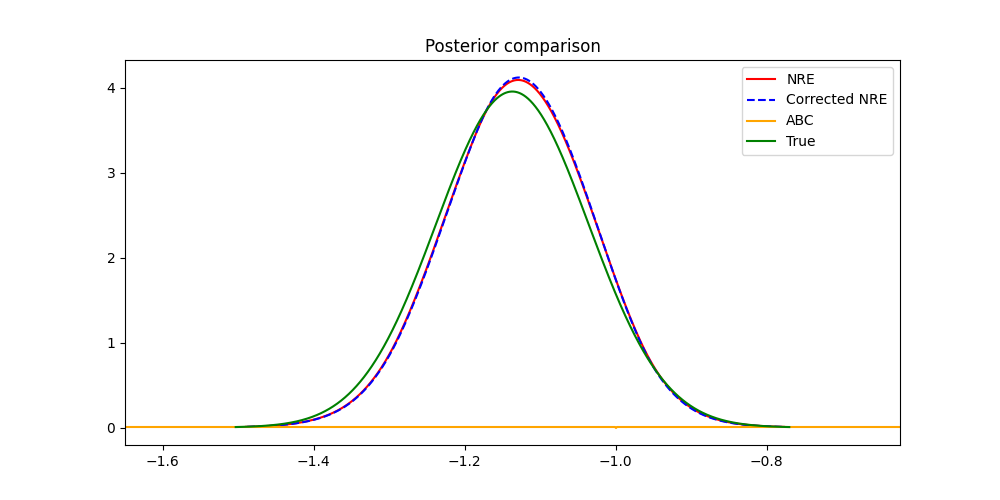 Posterior comparison
NRE
Corrected NRE
ABC
True
4
3
2
1
0
−1.6 −1.4 −1.2 −1.0 −0.8